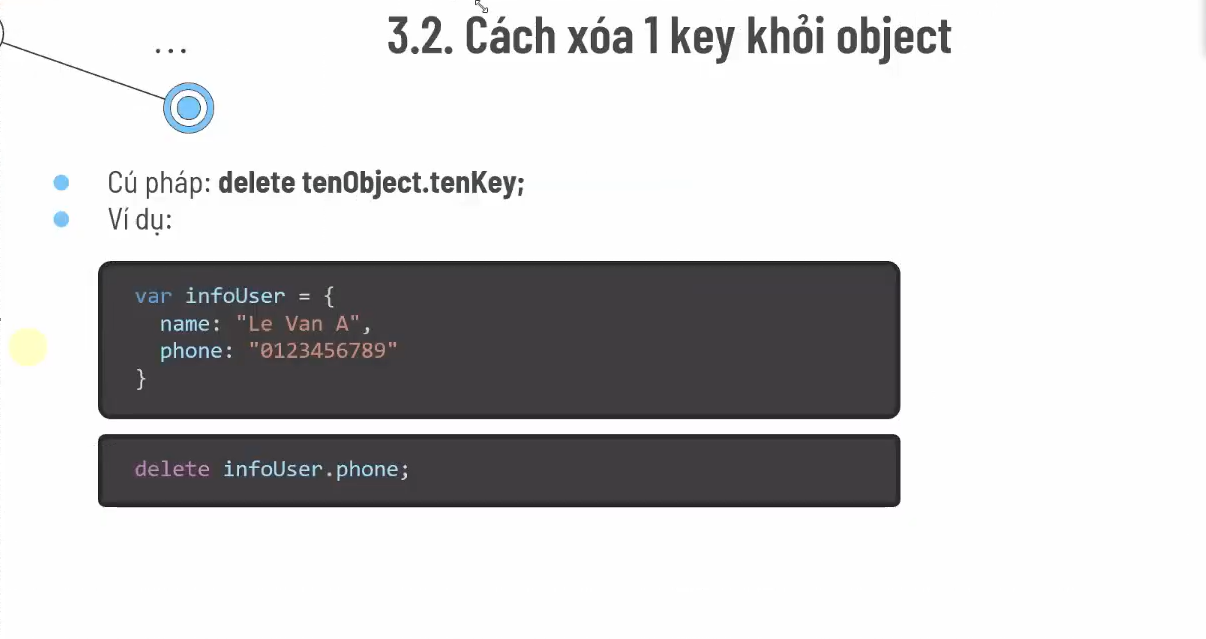 ...
3.2. Cách xóa 1 key khỏi object
Cú pháp: delete tenObject.tenKey;
Ví dụ:
var infoUser = {
  name: "Le Van A",
  phone: "0123456789"
}
delete infoUser.phone;